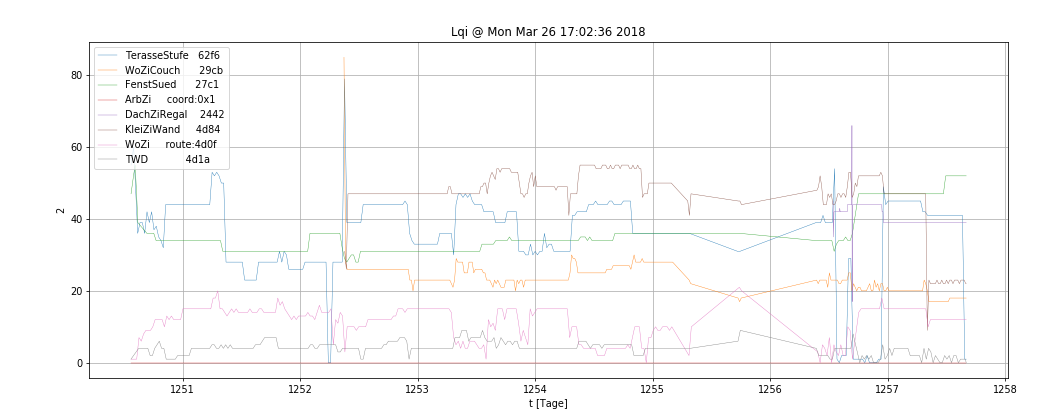 Lqi @ Mon Mar 26 17:02:36 2018
TerasseStufe 62f6
WoZiCouch 29cb
FenstSued 27c1
ArbZi coord:0x1
DachZiRegal 2442
KleiZiWand 4d84
WoZi route:4d0f
TWD 4d1a
80
60
40
20
0
2
1251 1252 1253 1254 1255 1256 1257 1258
t [Tage]